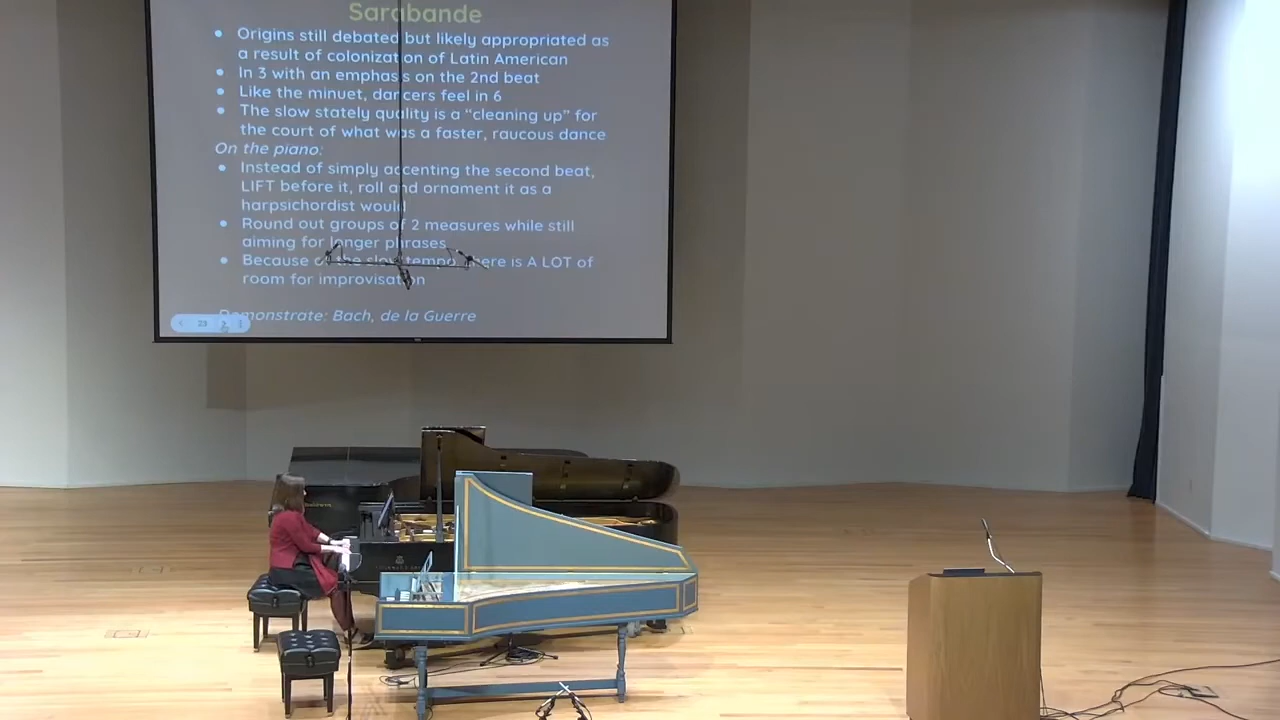 Sarabande
• Origins still debated but likely appropriated as
a result of colonization of Latin American
• In 3 with an emphasis on the 2nd beat
• Like the minuet, dancers feel in 6
• The slow stately quality is a “cleaning up” for
the court of what was a faster, raucous dance
On the piano:
• Instead of simply accenting the second beat,
LIFT before it, roll and ornament it as a
harpsichordist would
• Round out groups of 2 measures while still
aiming for longer phrases
• Because of the slow tempo, there is A LOT of
room for improvisation
Demonstrate: Bach, de la Guerre
23